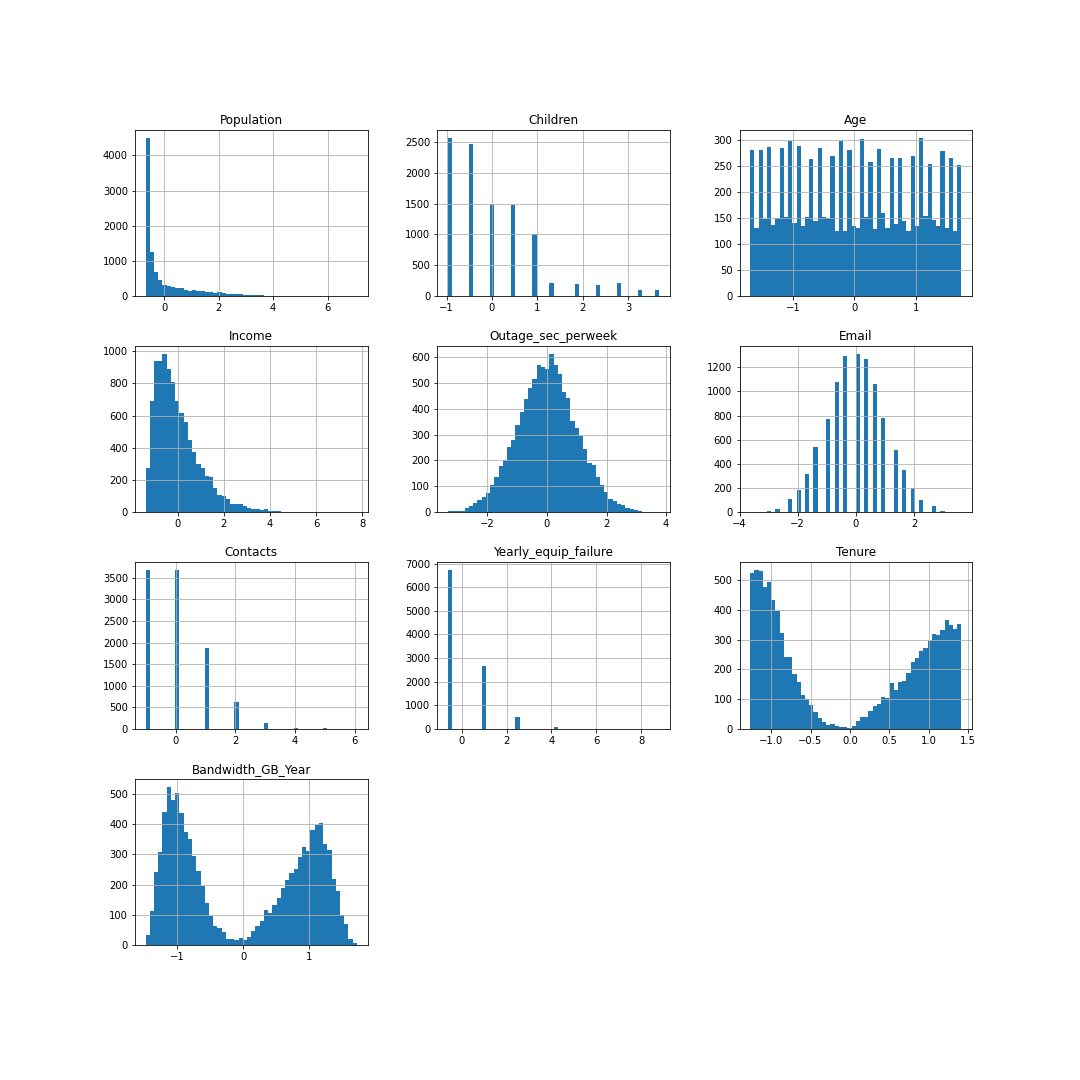 Population Children Age
4000 2500 300
3000 2000 250
2000 1500 200
1000 1000 150
0 500 100
0 50
0
0 2 4 6 −1 0 1 2 3 −1 0 1
Income Outage_sec_perweek Email
1000 600 1200
800 500 1000
600 400 800
400 300 600
200 200 400
0 100 200
0 0
0 2 4 6 8 −2 0 2 4 −4 −2 0 2
Contacts Yearly_equip_failure Tenure
3500 7000 500
3000 6000 400
2500 5000 300
2000 4000 200
1500 3000 100
1000 2000 0
500 1000
0 0
0 2 4 6 0 2 4 6 8 −1.0 −0.5 0.0 0.5 1.0 1.5
Bandwidth_GB_Year
500
400
300
200
100
0
−1 0 1